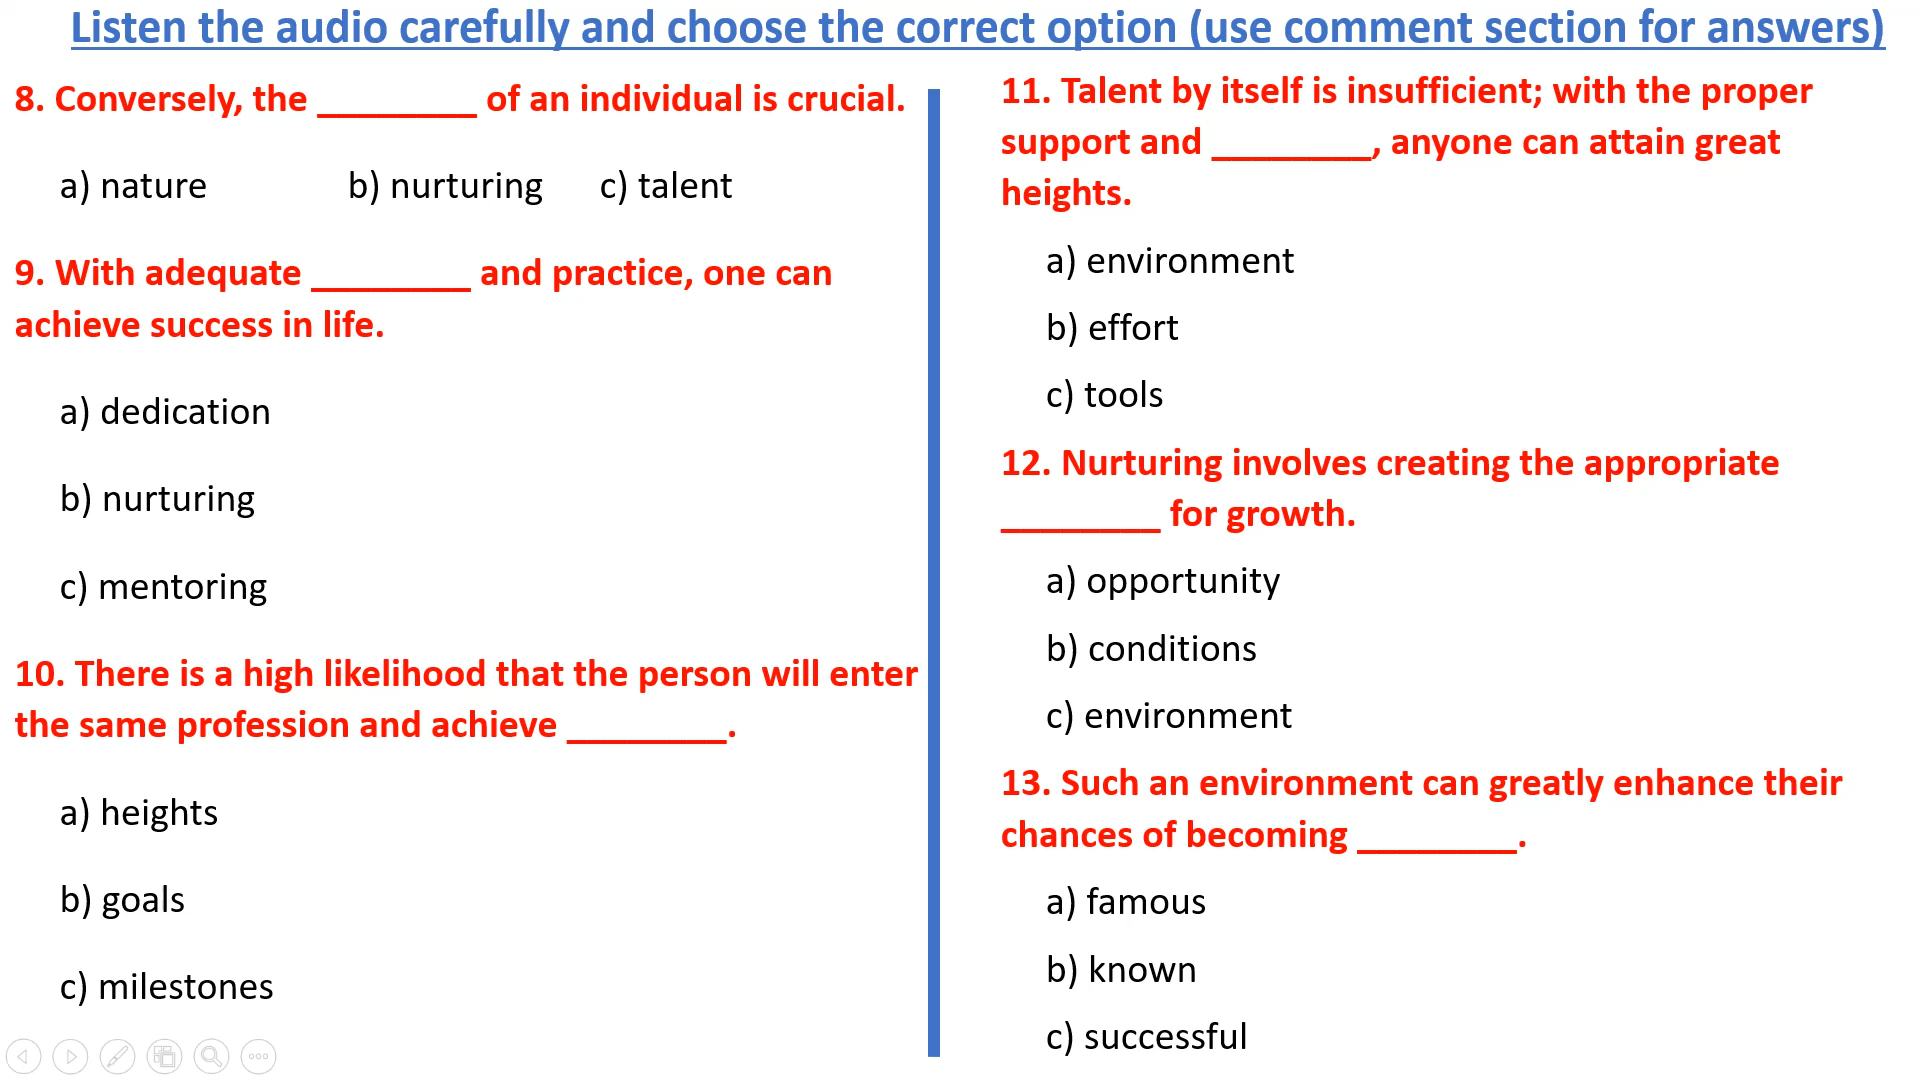 Listen the audio carefully and choose the correct option (use comment section for answers)
8. Conversely, the ________ of an individual is crucial.
a) nature b) nurturing c) talent
9. With adequate ________ and practice, one can
achieve success in life.
a) dedication
b) nurturing
c) mentoring
10. There is a high likelihood that the person will enter
the same profession and achieve ________.
a) heights
b) goals
c) milestones
11. Talent by itself is insufficient; with the proper
support and ________, anyone can attain great
heights.
a) environment
b) effort
c) tools
12. Nurturing involves creating the appropriate
________ for growth.
a) opportunity
b) conditions
c) environment
13. Such an environment can greatly enhance their
chances of becoming ________.
a) famous
b) known
c) successful